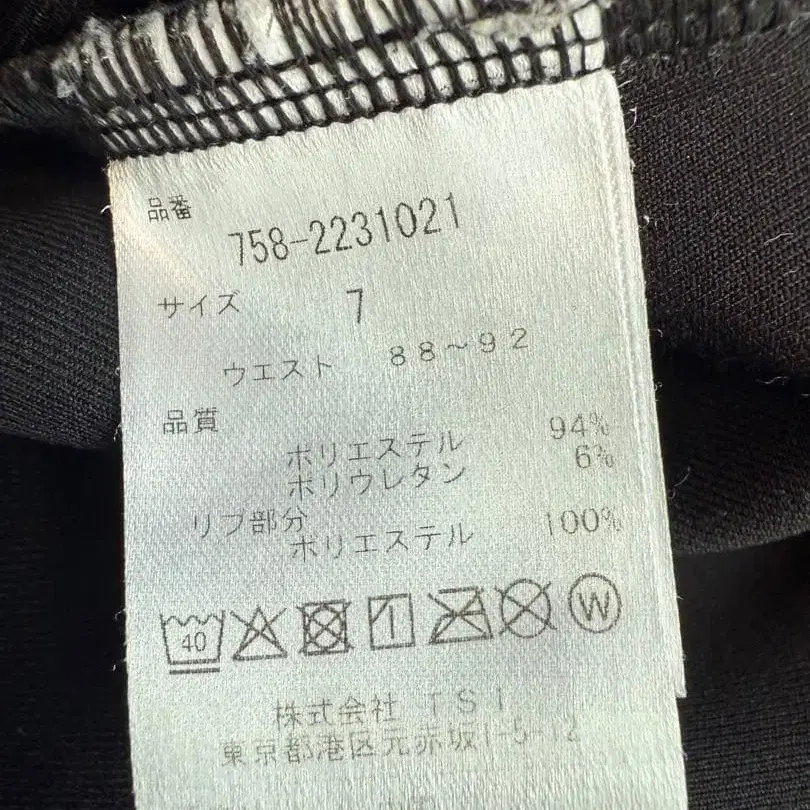 品番
758-2231021
サイズ 7
ウエスト 88~92
品質
ポリエステル 94%
ポリウレタン 6%
リブ部分
ポリエステル 100%
40 W
株式会社 TSI
東京都港区元赤坂1-5-12